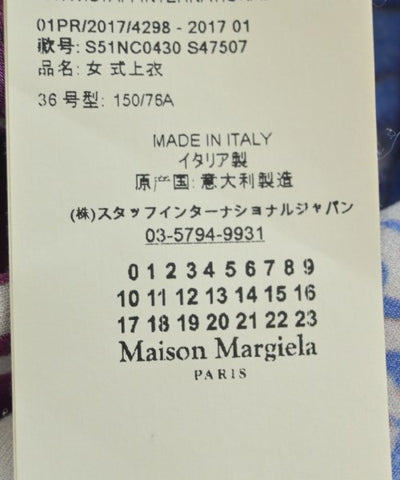 01PR/2017/4298 - 2017 01
款号: S51NC0430 S47507
品名: 女式上衣
36 号型: 150/76A
MADE IN ITALY
イタリア製
原产国: 意大利製造
(株)スタッフインターナショナルジャパン
03-5794-9931
0 1 2 3 4 5 6 7 8 9
10 11 12 13 14 15 16
17 18 19 20 21 22 23
Maison Margiela
PARIS